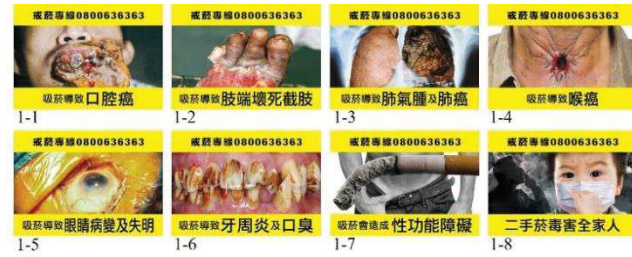 戒菸專線0800636363
吸菸導致口腔癌
1-1
戒菸專線0800636363
吸菸導致肢端壞死截肢
1-2
戒菸專線0800636363
吸菸導致肺氣腫及肺癌
1-3
戒菸專線0800636363
吸菸導致喉癌
1-4
戒菸專線0800636363
吸菸導致眼睛病變及失明
1-5
戒菸專線0800636363
吸菸導致牙周炎及口臭
1-6
戒菸專線0800636363
吸菸會造成性功能障礙
1-7
戒菸專線0800636363
二手菸毒害全家人
1-8